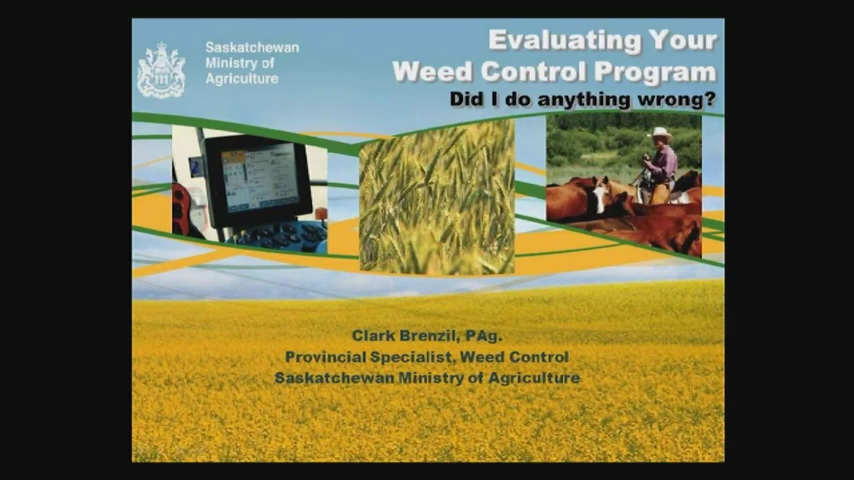 Saskatchewan
Ministry of
Agriculture
Evaluating Your
Weed Control Program
Did I do anything wrong?
Clark Brenzil, PAg.
Provincial Specialist, Weed Control
Saskatchewan Ministry of Agriculture